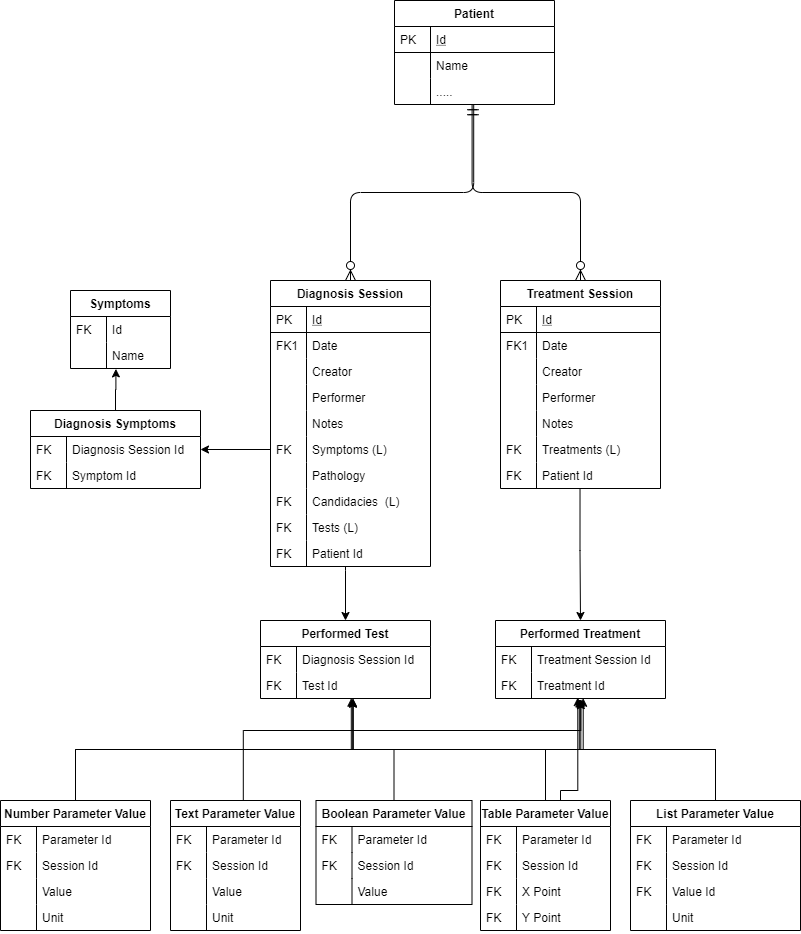 Patient
PK Id
Name
.....
Diagnosis Session
PK Id
FK1 Date
Creator
Performer
Notes
FK Symptoms (L)
Pathology
FK Candidacies (L)
FK Tests (L)
FK Patient Id
Treatment Session
PK Id
FK1 Date
Creator
Performer
Notes
FK Treatments (L)
FK Patient Id
Symptoms
FK Id
Name
Diagnosis Symptoms
FK Diagnosis Session Id
FK Symptom Id
Performed Test
FK Diagnosis Session Id
FK Test Id
Performed Treatment
FK Treatment Session Id
FK Treatment Id
Number Parameter Value
FK Parameter Id
FK Session Id
Value
Unit
Text Parameter Value
FK Parameter Id
FK Session Id
Value
Unit
Boolean Parameter Value
FK Parameter Id
FK Session Id
Value
Table Parameter Value
FK Parameter Id
FK Session Id
FK X Point
FK Y Point
List Parameter Value
FK Parameter Id
FK Session Id
FK Value Id
Unit